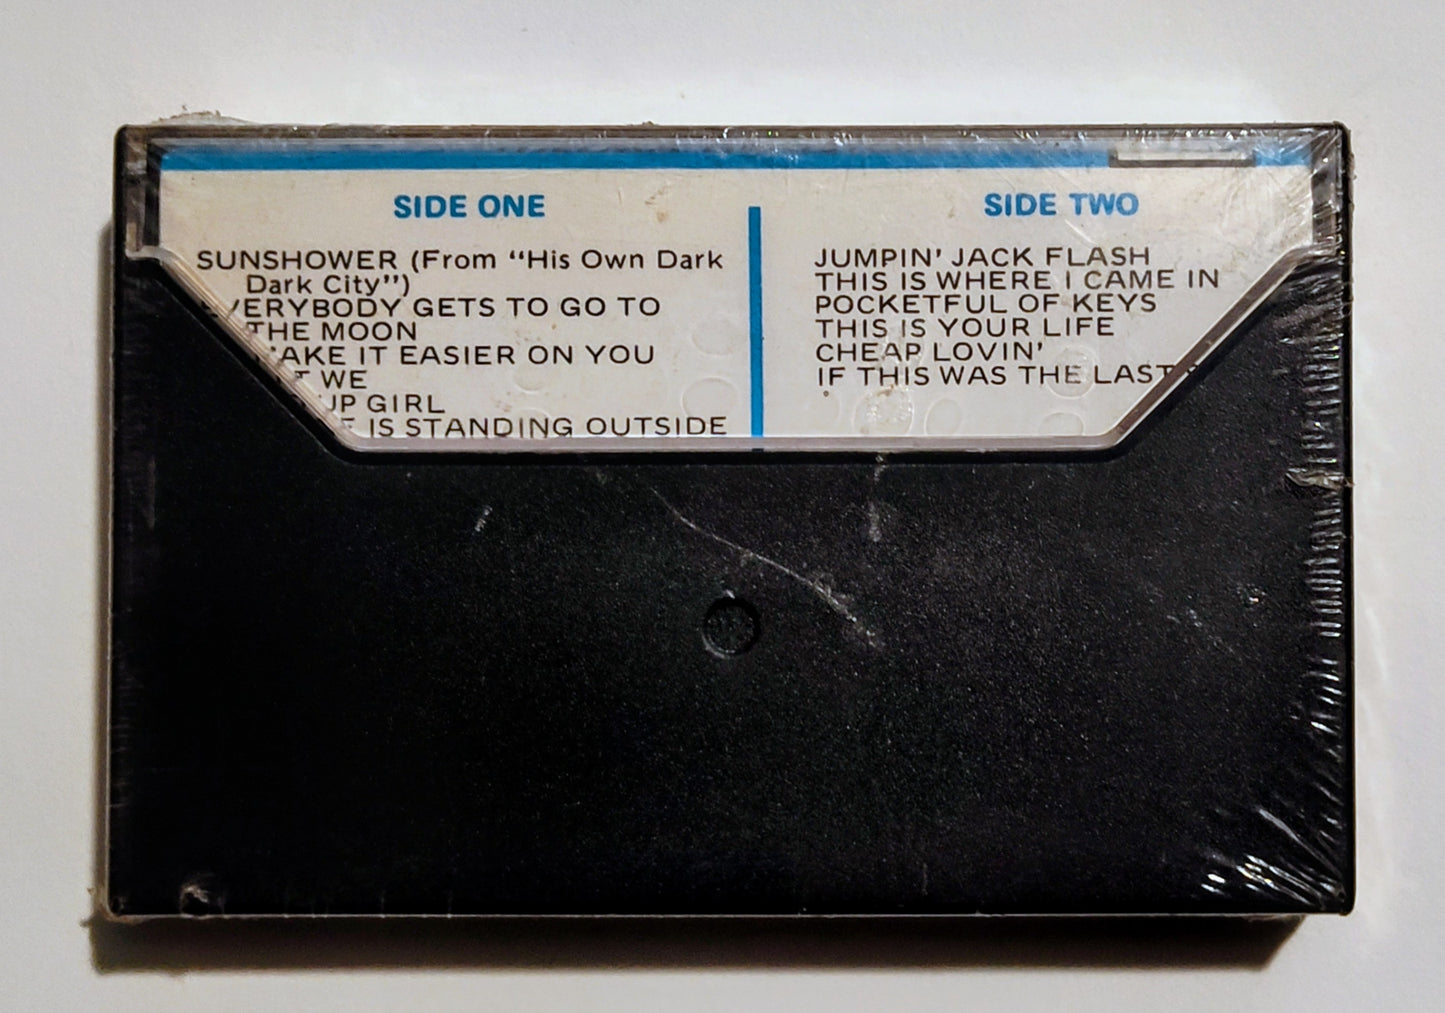 SIDE ONE
SUNSHOWER (From "His Own Dark
Dark City")
EVERYBODY GETS TO GO TO
THE MOON
TAKE IT EASIER ON YOU
WE
UP GIRL
IS STANDING OUTSIDE
SIDE TWO
JUMPIN' JACK FLASH
THIS IS WHERE I CAME IN
POCKETFUL OF KEYS
THIS IS YOUR LIFE
CHEAP LOVIN'
IF THIS WAS THE LAST